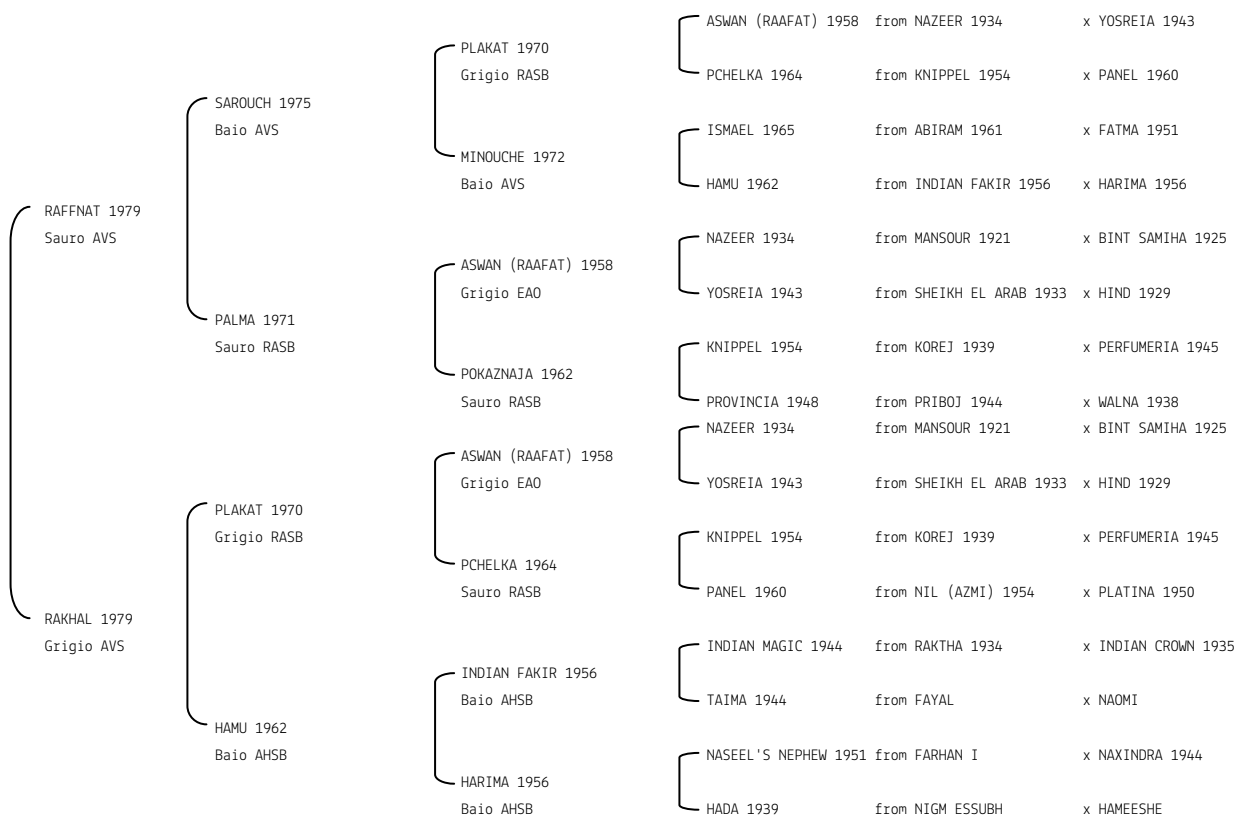 ASWAN (RAAFAT) 1958 from NAZEER 1934 x YOSREIA 1943
PLAKAT 1970
Grigio RASB
PCHELKA 1964 from KNIPPEL 1954 x PANEL 1960
SAROUCH 1975
Baio AVS
ISMAEL 1965 from ABIRAM 1961 x FATMA 1951
MINOUCHE 1972
Baio AVS
HAMU 1962 from INDIAN FAKIR 1956 x HARIMA 1956
RAFFNAT 1979
Sauro AVS
NAZEER 1934 from MANSOUR 1921 x BINT SAMIHA 1925
ASWAN (RAAFAT) 1958
Grigio EAO
YOSREIA 1943 from SHEIKH EL ARAB 1933 x HIND 1929
PALMA 1971
Sauro RASB
KNIPPEL 1954 from KOREJ 1939 x PERFUMERIA 1945
POKAZNAJA 1962
Sauro RASB
PROVINCIA 1948 from PRIBOJ 1944 x WALNA 1938
NAZEER 1934 from MANSOUR 1921 x BINT SAMIHA 1925
ASWAN (RAAFAT) 1958
Grigio EAO
YOSREIA 1943 from SHEIKH EL ARAB 1933 x HIND 1929
PLAKAT 1970
Grigio RASB
KNIPPEL 1954 from KOREJ 1939 x PERFUMERIA 1945
PCHELKA 1964
Sauro RASB
PANEL 1960 from NIL (AZMI) 1954 x PLATINA 1950
RAKHAL 1979
Grigio AVS
INDIAN MAGIC 1944 from RAKTHA 1934 x INDIAN CROWN 1935
INDIAN FAKIR 1956
Baio AHSB
TAIMA 1944 from FAYAL x NAOMI
HAMU 1962
Baio AHSB
NASEEL'S NEPHEW 1951 from FARHAN I x NAXINDRA 1944
HARIMA 1956
Baio AHSB
HADA 1939 from NIGM ESSUBH x HAMEESHE